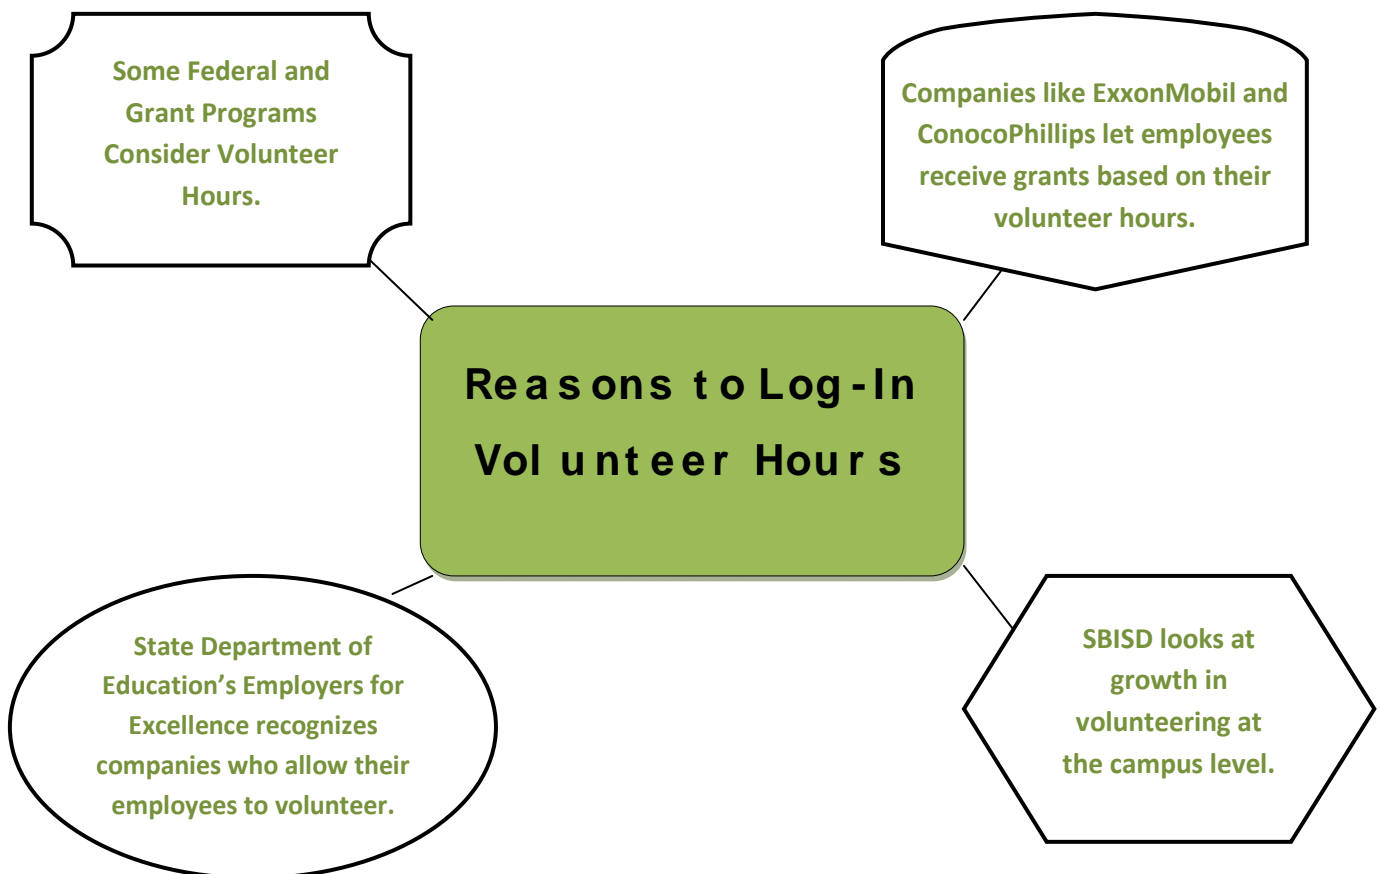 Some Federal and
Grant Programs
Consider Volunteer
Hours.
Companies like ExxonMobil and
ConocoPhillips let employees
receive grants based on their
volunteer hours.
Reasons to Log-In
Volunteer Hours
State Department of
Education’s Employers for
Excellence recognizes
companies who allow their
employees to volunteer.
SBISD looks at
growth in
volunteering at
the campus level.